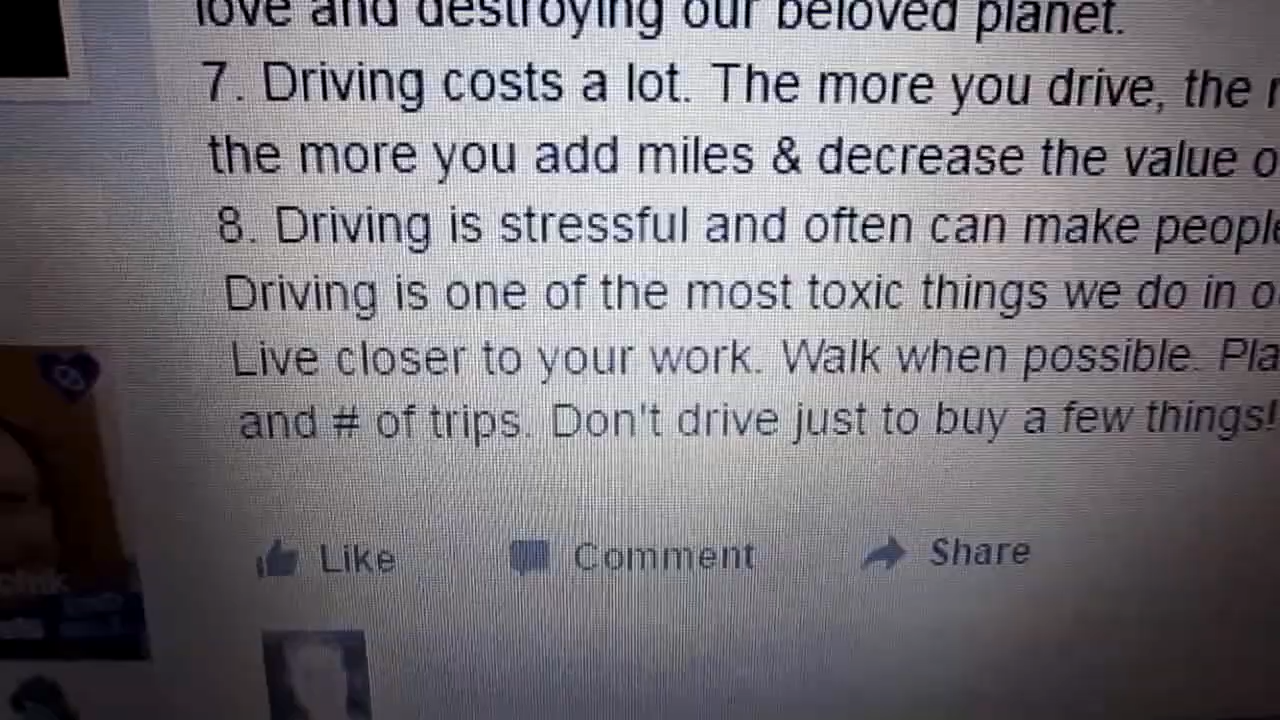 love and destroying our beloved planet.
7. Driving costs a lot. The more you drive, the
the more you add miles & decrease the value
8. Driving is stressful and often can make
Driving is one of the most toxic things we do in
Live closer to your work. Walk when possible.
and # of trips. Don't drive just to buy a few things!
Like Comment Share